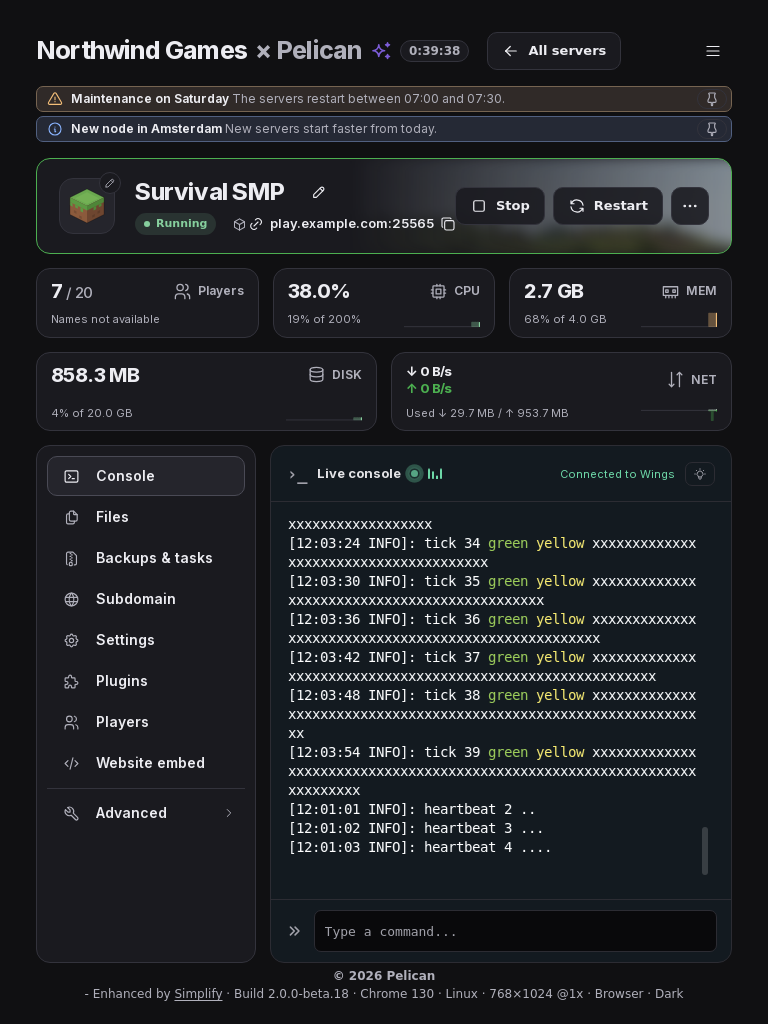 Northwind Games × Pelican 0:39:38 All servers
Maintenance on Saturday The servers restart between 07:00 and 07:30.
New node in Amsterdam New servers start faster from today.
Survival SMP
Stop Restart
Running play.example.com:25565
7 / 20 Players
Names not available
38.0% CPU
19% of 200%
2.7 GB MEM
68% of 4.0 GB
858.3 MB DISK
4% of 20.0 GB
↓ 0 B/s
↑ 0 B/s
NET
Used ↓ 29.7 MB / ↑ 953.7 MB
Console
Files
Backups & tasks
Subdomain
Settings
Plugins
Players
Website embed
Advanced
Live console Connected to Wings
xxxxxxxxxxxxxxxxxx
[12:03:24 INFO]: tick 34 green yellow xxxxxxxxxxxxx
xxxxxxxxxxxxxxxxxxxxxxxxx
[12:03:30 INFO]: tick 35 green yellow xxxxxxxxxxxxx
xxxxxxxxxxxxxxxxxxxxxxxxxxxxxxxx
[12:03:36 INFO]: tick 36 green yellow xxxxxxxxxxxxx
xxxxxxxxxxxxxxxxxxxxxxxxxxxxxxxxxxxxxxx
[12:03:42 INFO]: tick 37 green yellow xxxxxxxxxxxxx
xxxxxxxxxxxxxxxxxxxxxxxxxxxxxxxxxxxxxxxxxxxxxx
[12:03:48 INFO]: tick 38 green yellow xxxxxxxxxxxxx
xxxxxxxxxxxxxxxxxxxxxxxxxxxxxxxxxxxxxxxxxxxxxxxxxxx
xx
[12:03:54 INFO]: tick 39 green yellow xxxxxxxxxxxxx
xxxxxxxxxxxxxxxxxxxxxxxxxxxxxxxxxxxxxxxxxxxxxxxxxxx
xxxxxxxxx
[12:01:01 INFO]: heartbeat 2 ..
[12:01:02 INFO]: heartbeat 3 ...
[12:01:03 INFO]: heartbeat 4 ....
Type a command...
© 2026 Pelican
- Enhanced by Simplify · Build 2.0.0-beta.18 · Chrome 130 · Linux · 768×1024 @1x · Browser · Dark